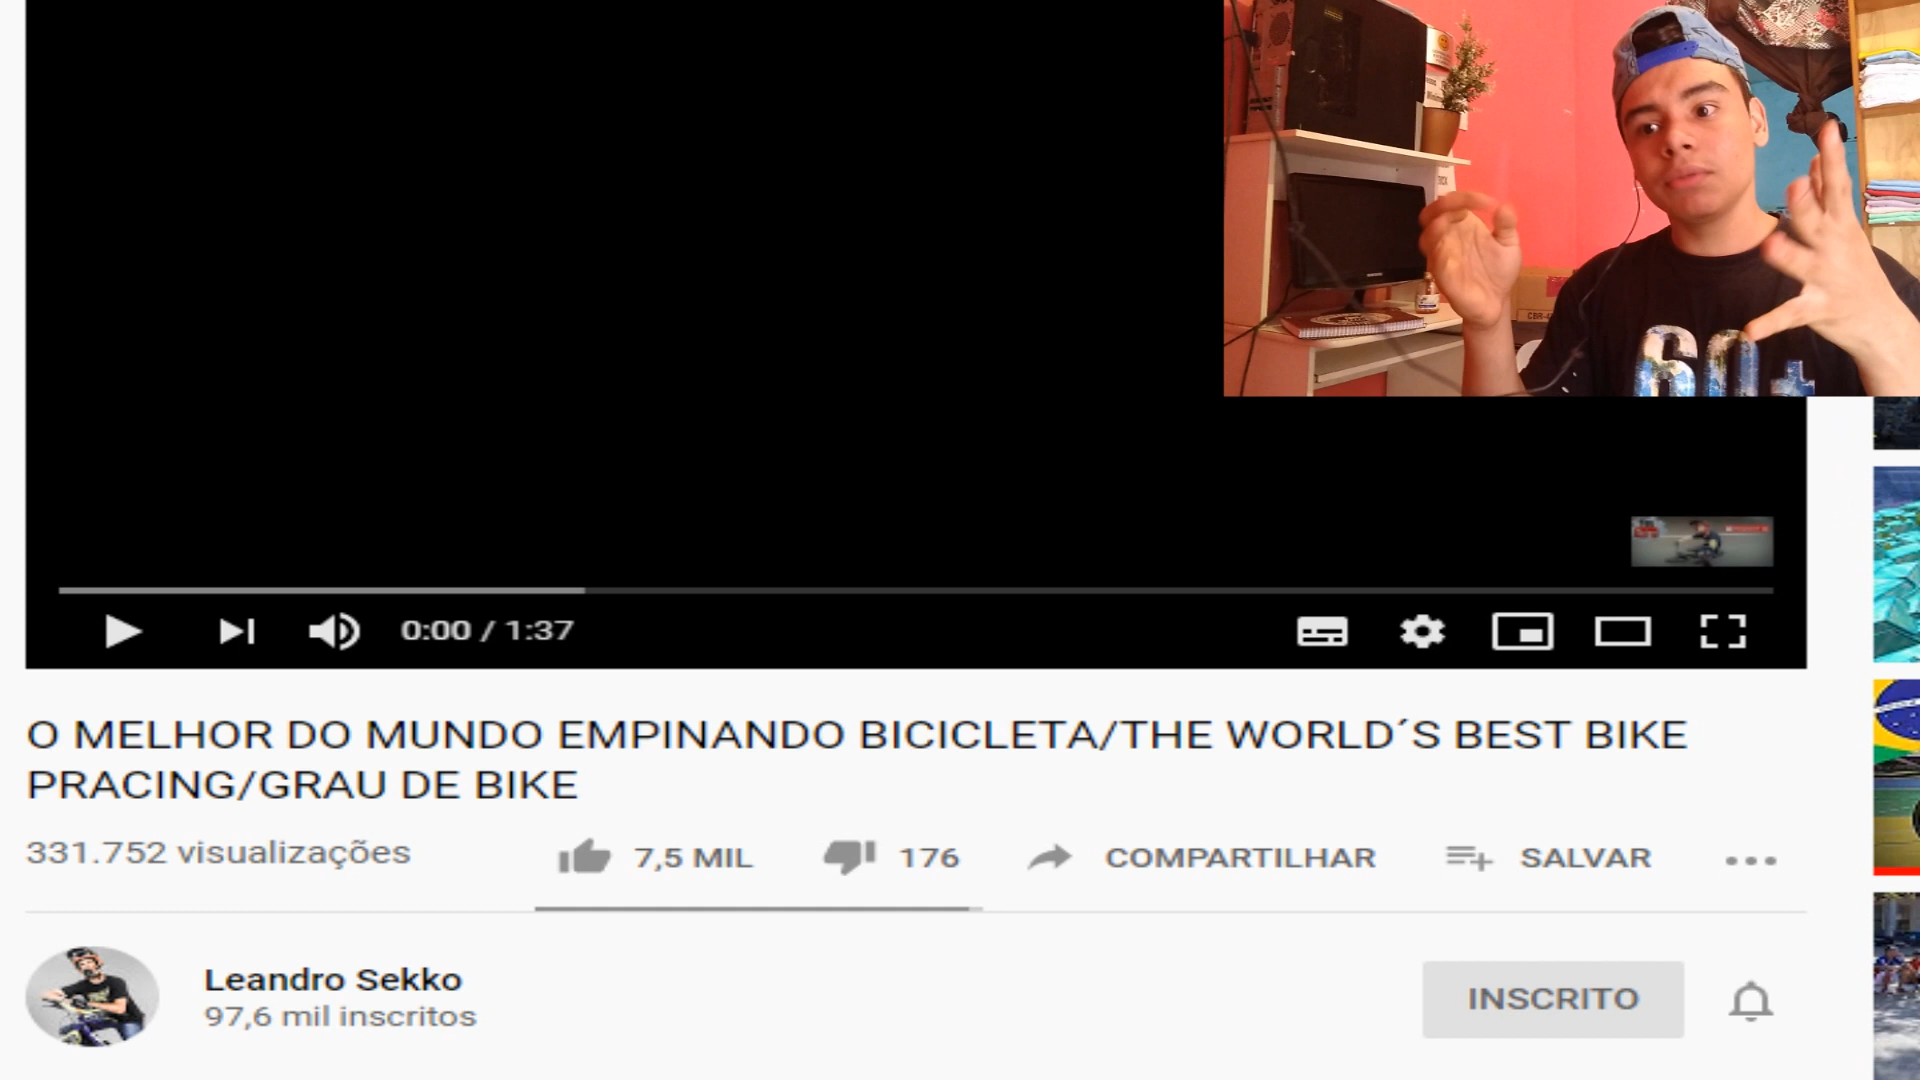 60+
0:00 / 1:37
O MELHOR DO MUNDO EMPINANDO BICICLETA/THE WORLD´S BEST BIKE
PRACING/GRAU DE BIKE
331.752 visualizações
7,5 MIL
176
COMPARTILHAR
SALVAR
Leandro Sekko
97,6 mil inscritos
INSCRITO